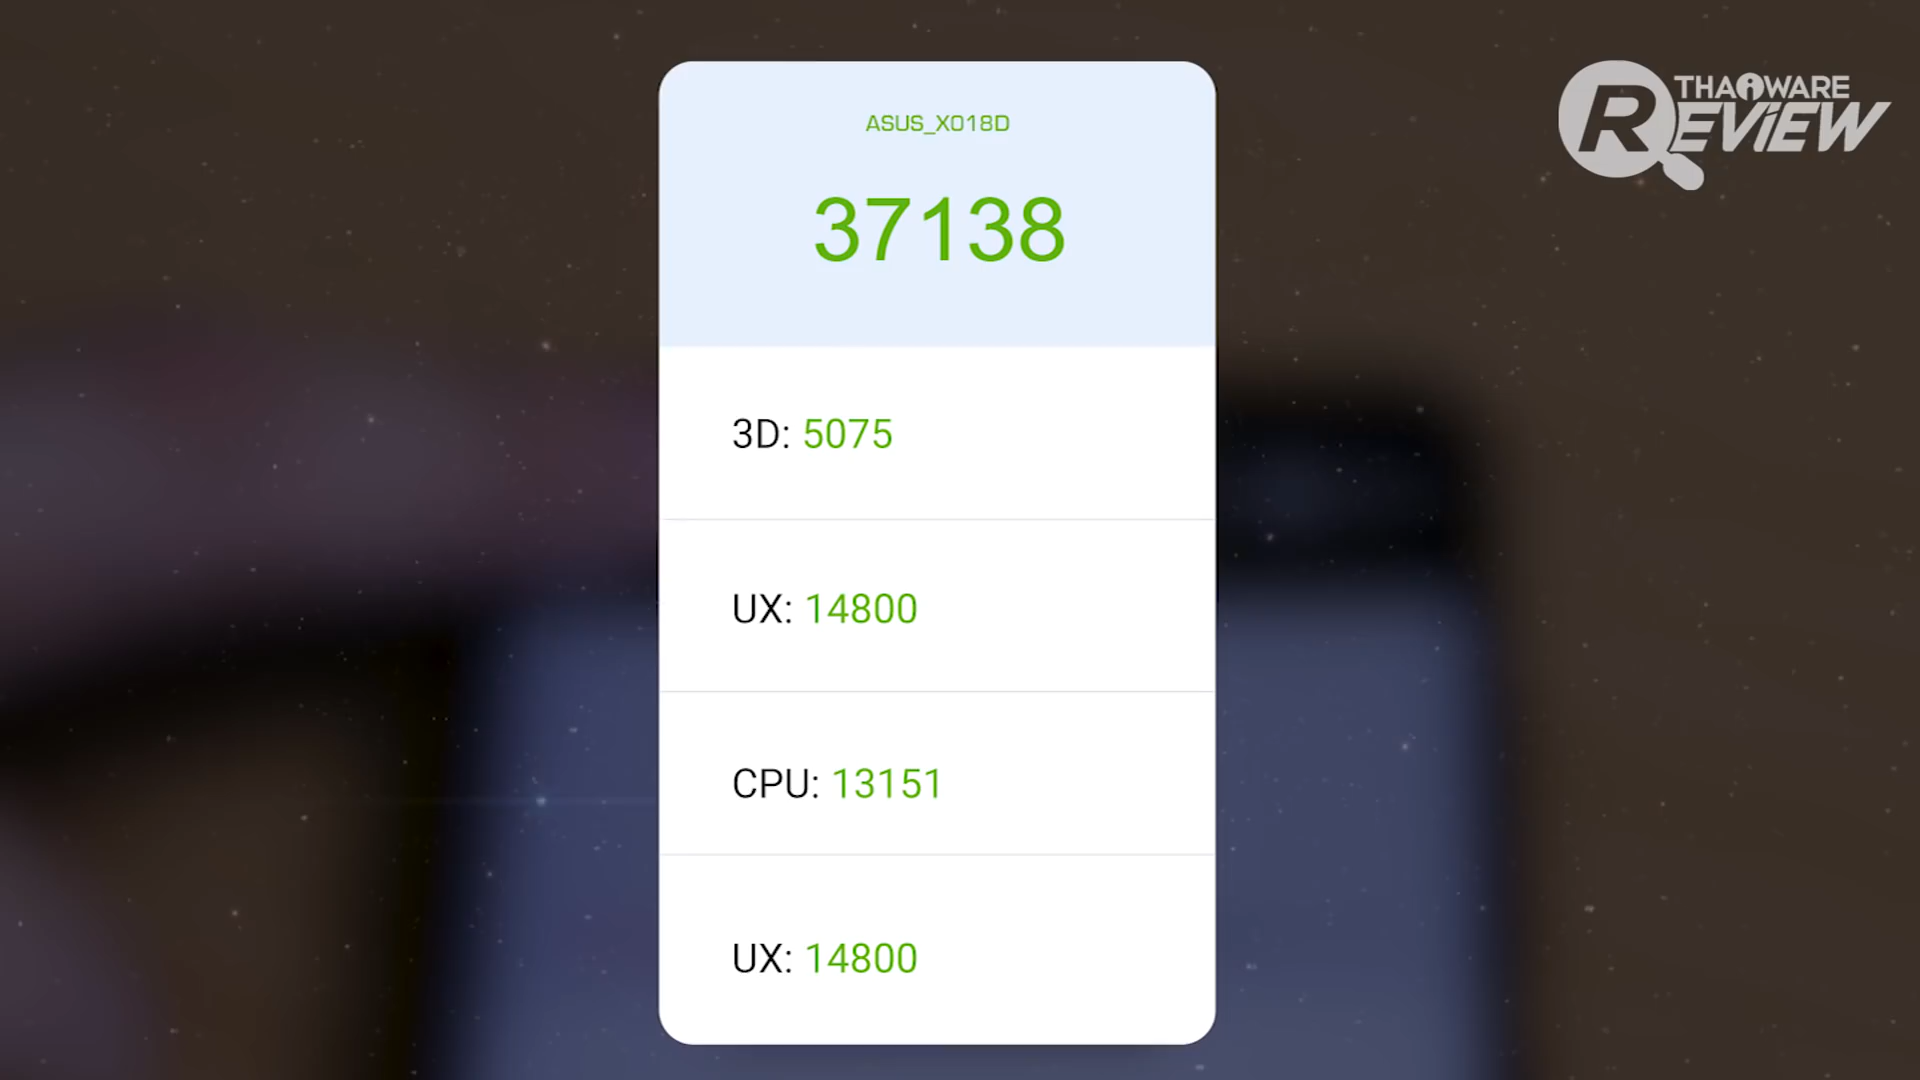 THAiWARE
REViEW
ASUS_X018D
37138
3D: 5075
UX: 14800
CPU: 13151
UX: 14800